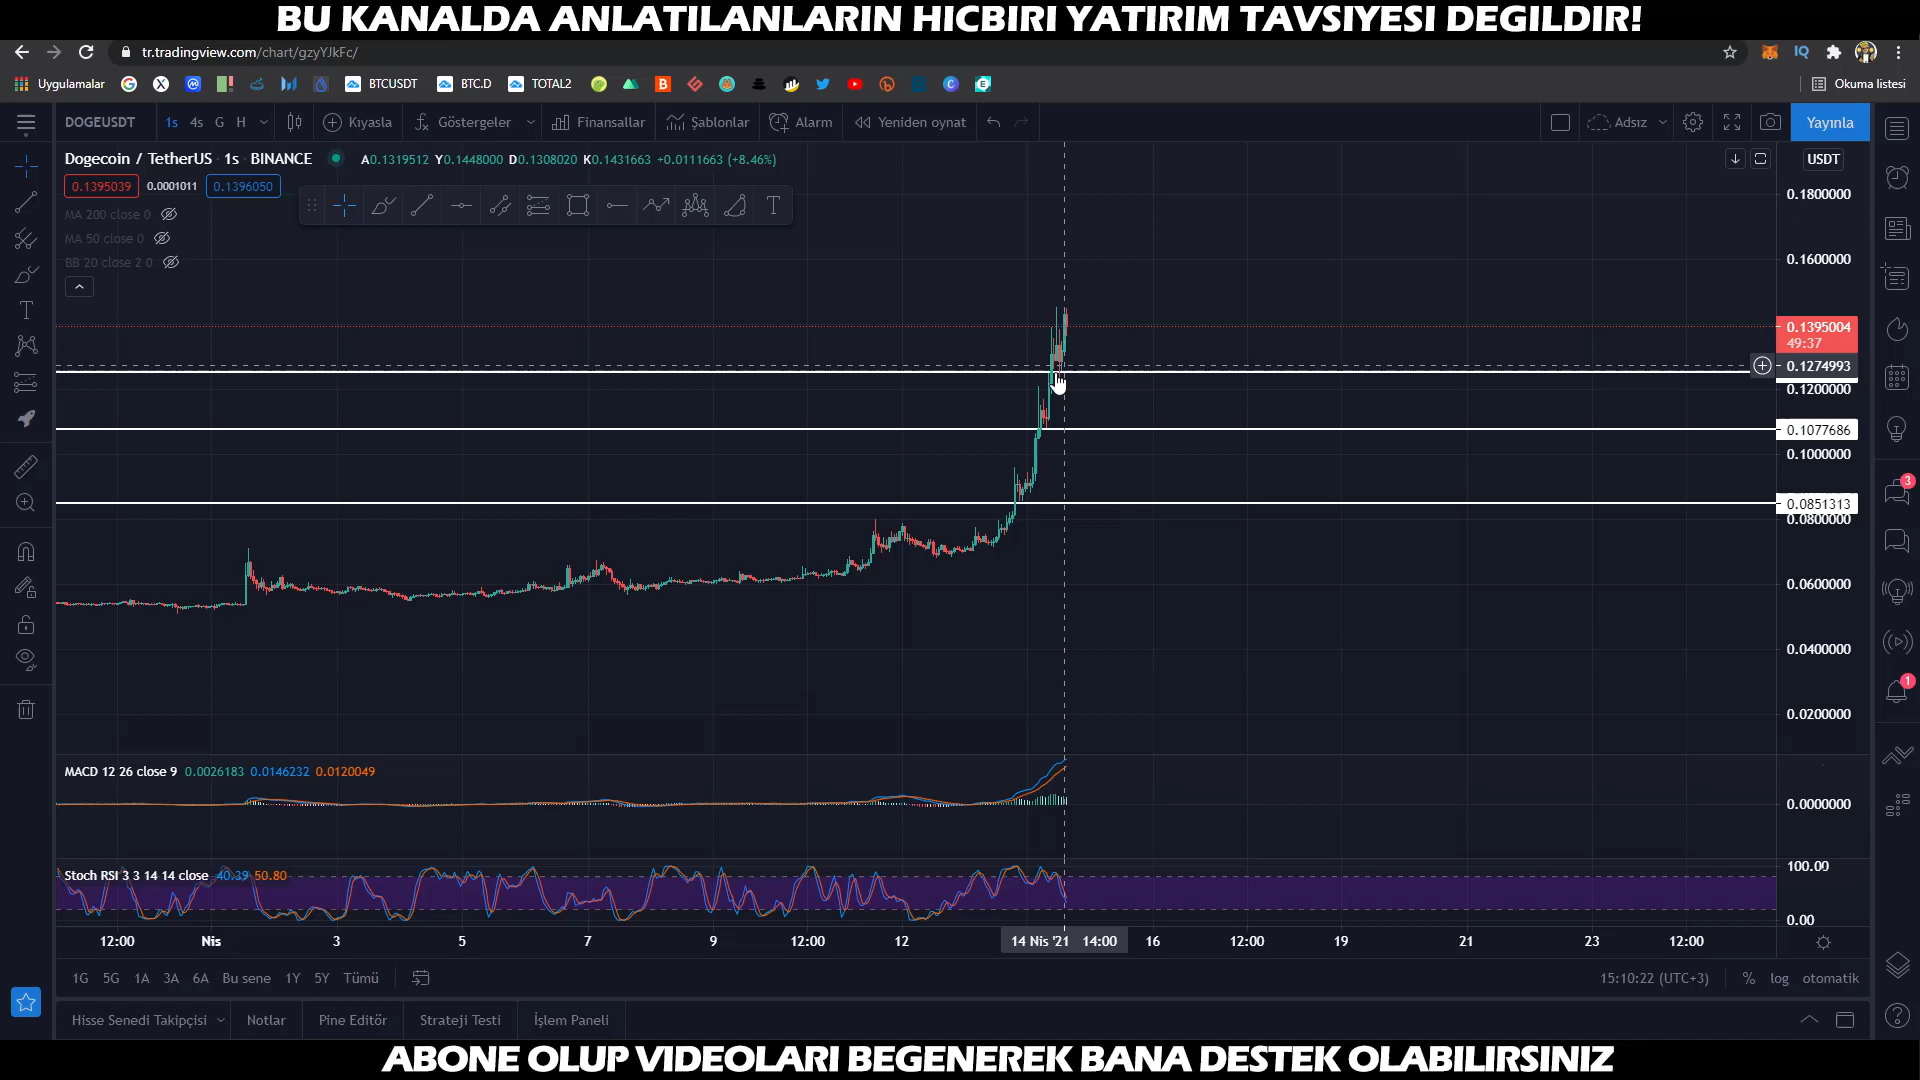 BU KANALDA ANLATILANLARIN HICBIRI YATIRIM TAVSIYESI DEGILDIR!
tr.tradingview.com/chart/gzyYJkFc/
Uygulamalar BTCUSDT BTC.D TOTAL2 Okuma listesi
DOGEUSDT 1s 4s G H Kıyasla Göstergeler Finansallar Şablonlar Alarm Yeniden oynat Adsız Yayınla
Dogecoin / TetherUS 1s BINANCE A0.1319512 Y0.1448000 D0.1308020 K0.1431663 +0.0111663 (+8.46%) USDT
0.1395039 0.0001011 0.1396050
MA 200 close 0
MA 50 close 0
BB 20 close 2 0
T
T
0.1800000
0.1600000
0.1395004
49:37
0.1274993
0.1200000
0.1077686
0.1000000
0.0851313
0.0800000
0.0600000
0.0400000
0.0200000
3
1
MACD 12 26 close 9 0.0026183 0.0146232 0.0120049
0.0000000
Stoch RSI 3 3 14 14 close 40.39 50.80
100.00
0.00
12:00 Nis 3 5 7 9 12:00 12 14 Nis '21 14:00 16 12:00 19 21 23 12:00
1G 5G 1A 3A 6A Bu sene 1Y 5Y Tümü 15:10:22 (UTC+3) % log otomatik
Hisse Senedi Takipçisi Notlar Pine Editör Strateji Testi İşlem Paneli
ABONE OLUP VIDEOLARI BEGENEREK BANA DESTEK OLABILIRSINIZ